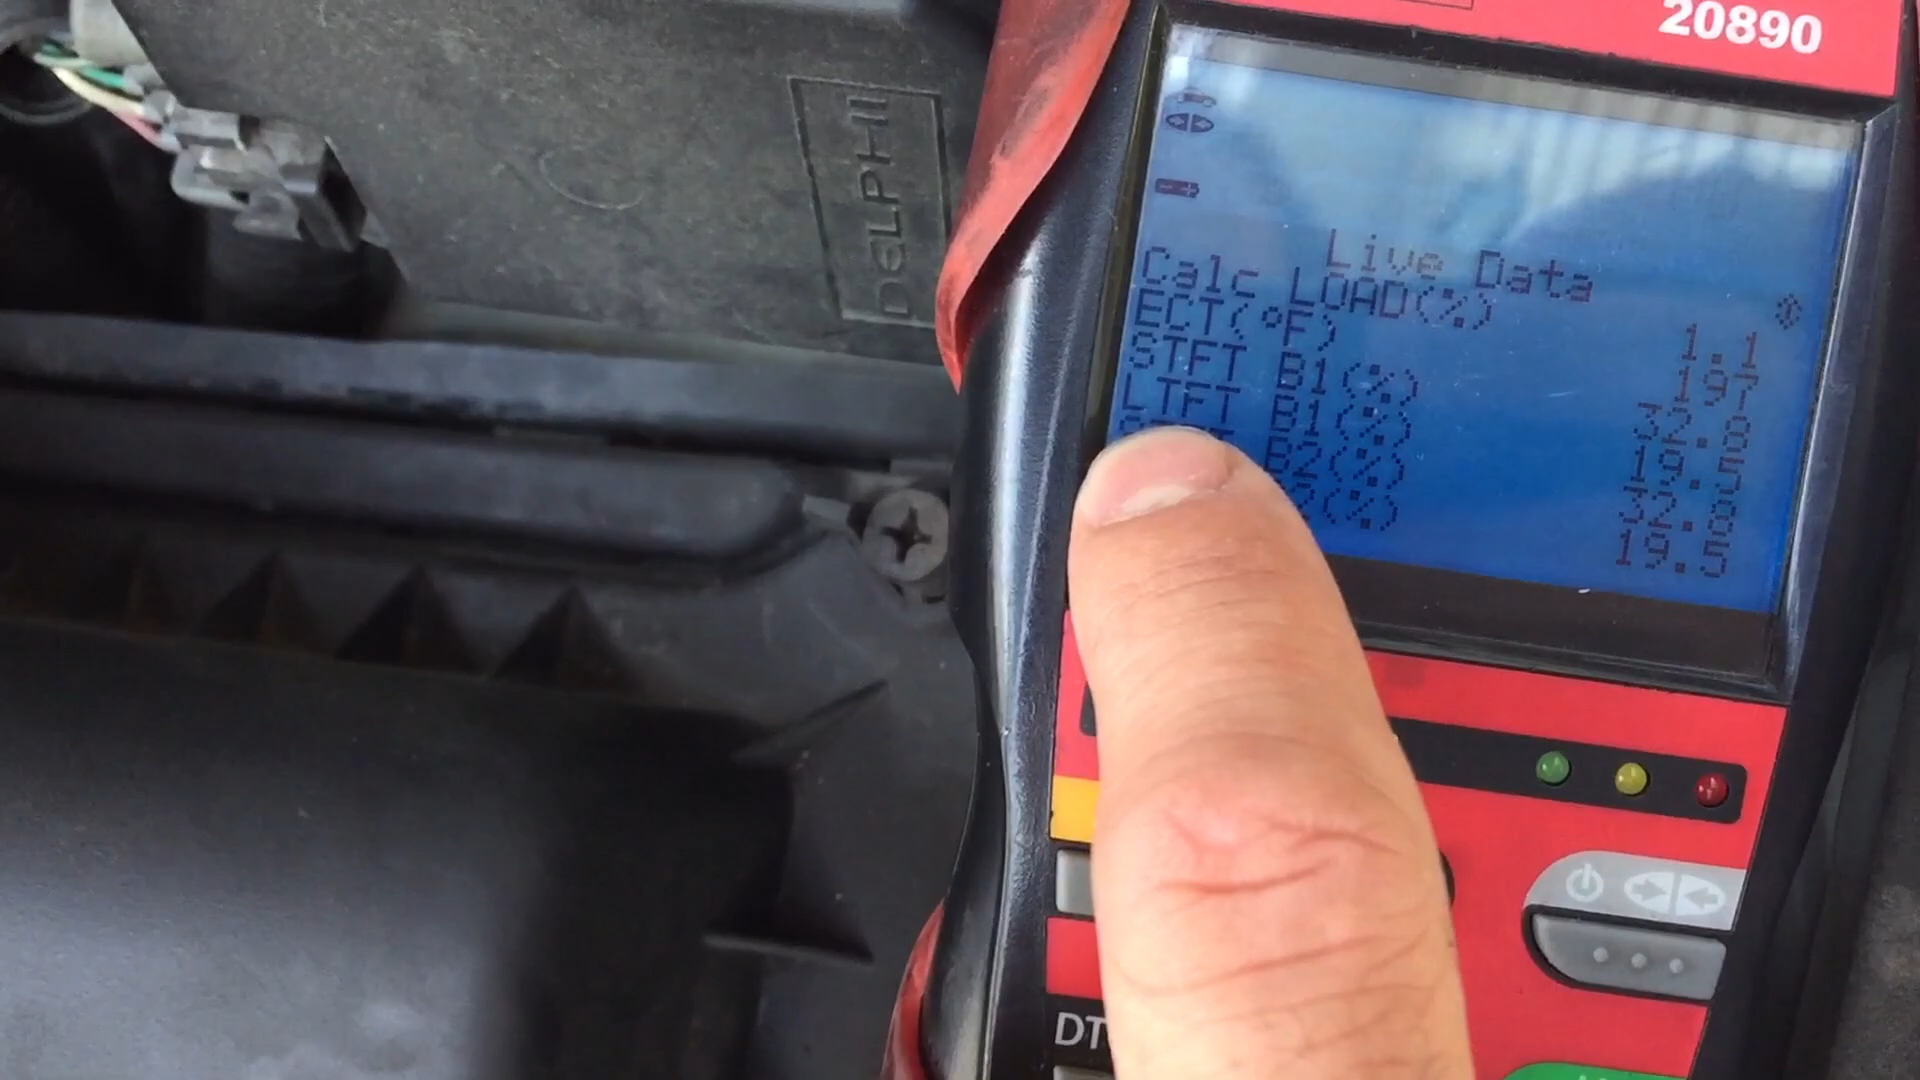 20890
DELPHI
Live Data
Calc LOAD(%) 1.1
ECT(°F) 197
STFT B1(%) 32.8
LTFT B1(%) 19.5
B2(%) 32.8
(%) 19.5
DT